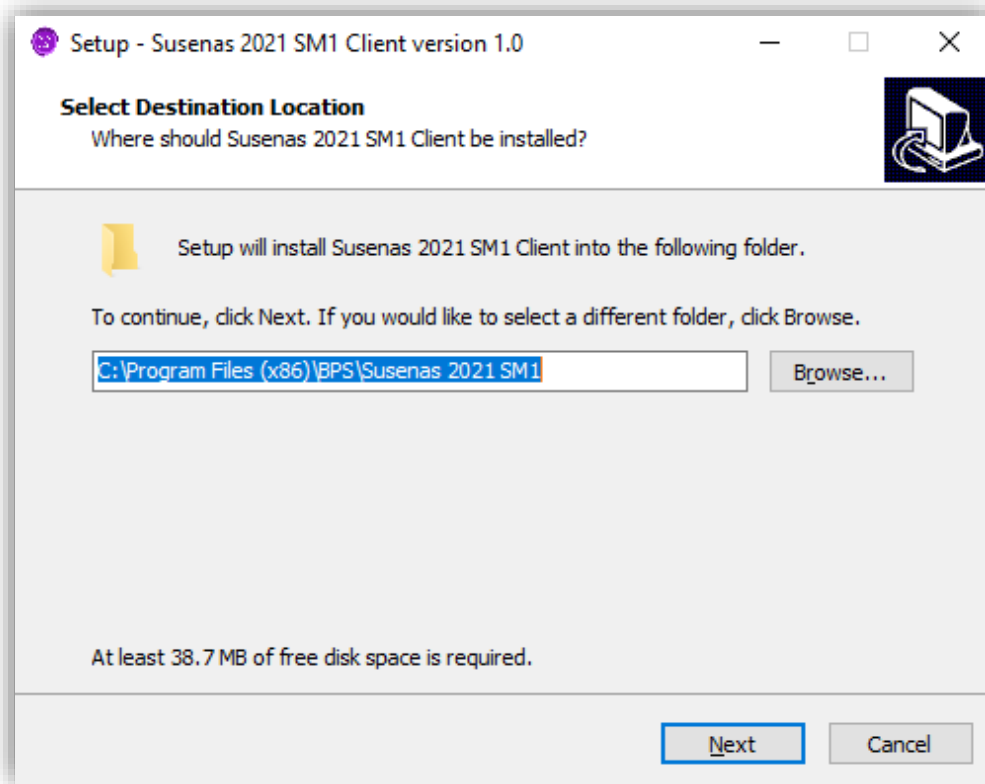 Setup - Susenas 2021 SM1 Client version 1.0
Select Destination Location
Where should Susenas 2021 SM1 Client be installed?
Setup will install Susenas 2021 SM1 Client into the following folder.
To continue, click Next. If you would like to select a different folder, click Browse.
C:\Program Files (x86)\BPS\Susenas 2021 SM1
Browse...
At least 38.7 MB of free disk space is required.
Next
Cancel